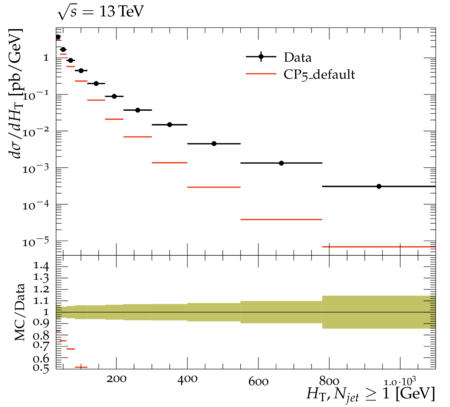 √s = 13 TeV
dσ/dH_T [pb/GeV]
Data
CP5_default
1
10⁻¹
10⁻²
10⁻³
10⁻⁴
10⁻⁵
MC/Data
1.4
1.3
1.2
1.1
1
0.9
0.8
0.7
0.6
0.5
200 400 600 800 1.0·10³
H_T, N_jet ≥ 1 [GeV]